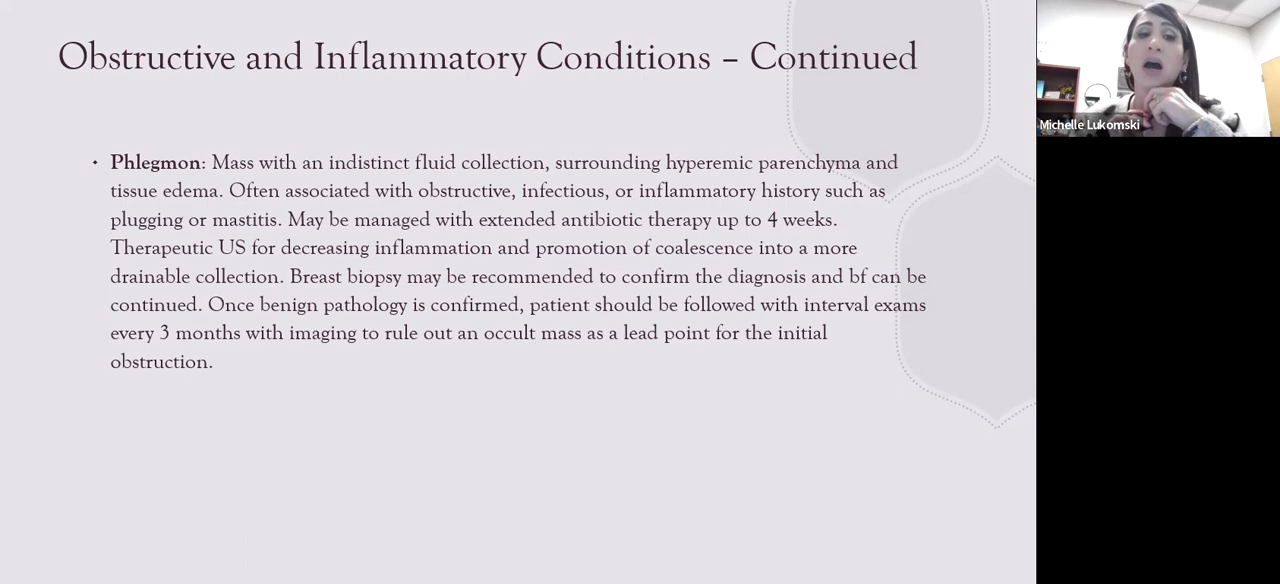 Obstructive and Inflammatory Conditions – Continued
• Phlegmon: Mass with an indistinct fluid collection, surrounding hyperemic parenchyma and
tissue edema. Often associated with obstructive, infectious, or inflammatory history such as
plugging or mastitis. May be managed with extended antibiotic therapy up to 4 weeks.
Therapeutic US for decreasing inflammation and promotion of coalescence into a more
drainable collection. Breast biopsy may be recommended to confirm the diagnosis and bf can be
continued. Once benign pathology is confirmed, patient should be followed with interval exams
every 3 months with imaging to rule out an occult mass as a lead point for the initial
obstruction.
Michelle Lukomski